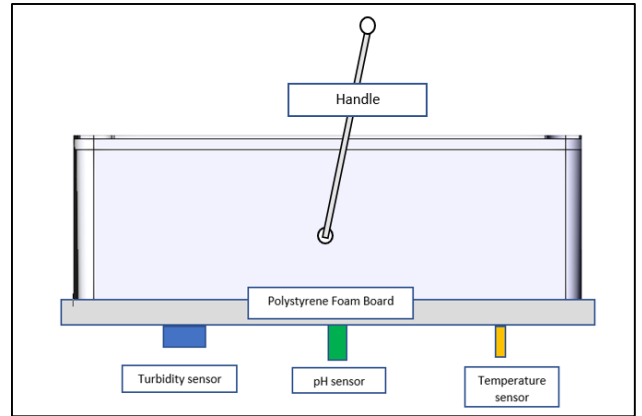 Handle
Polystyrene Foam Board
Turbidity sensor
pH sensor
Temperature
sensor